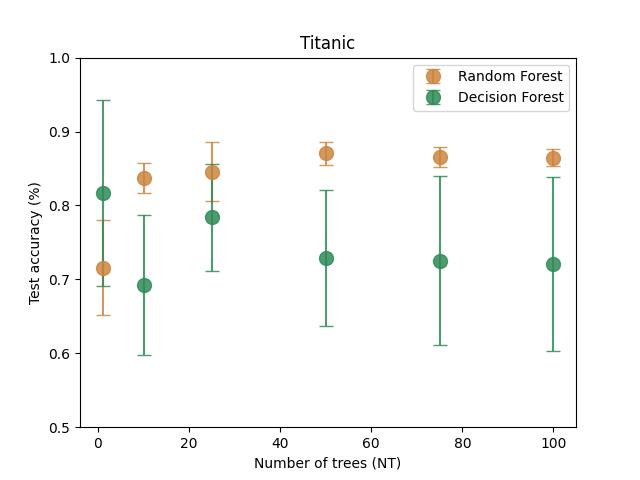 Titanic
Random Forest
Decision Forest
1.0
0.9
0.8
0.7
0.6
0.5
Test accuracy (%)
0
20
40
60
80
100
Number of trees (NT)